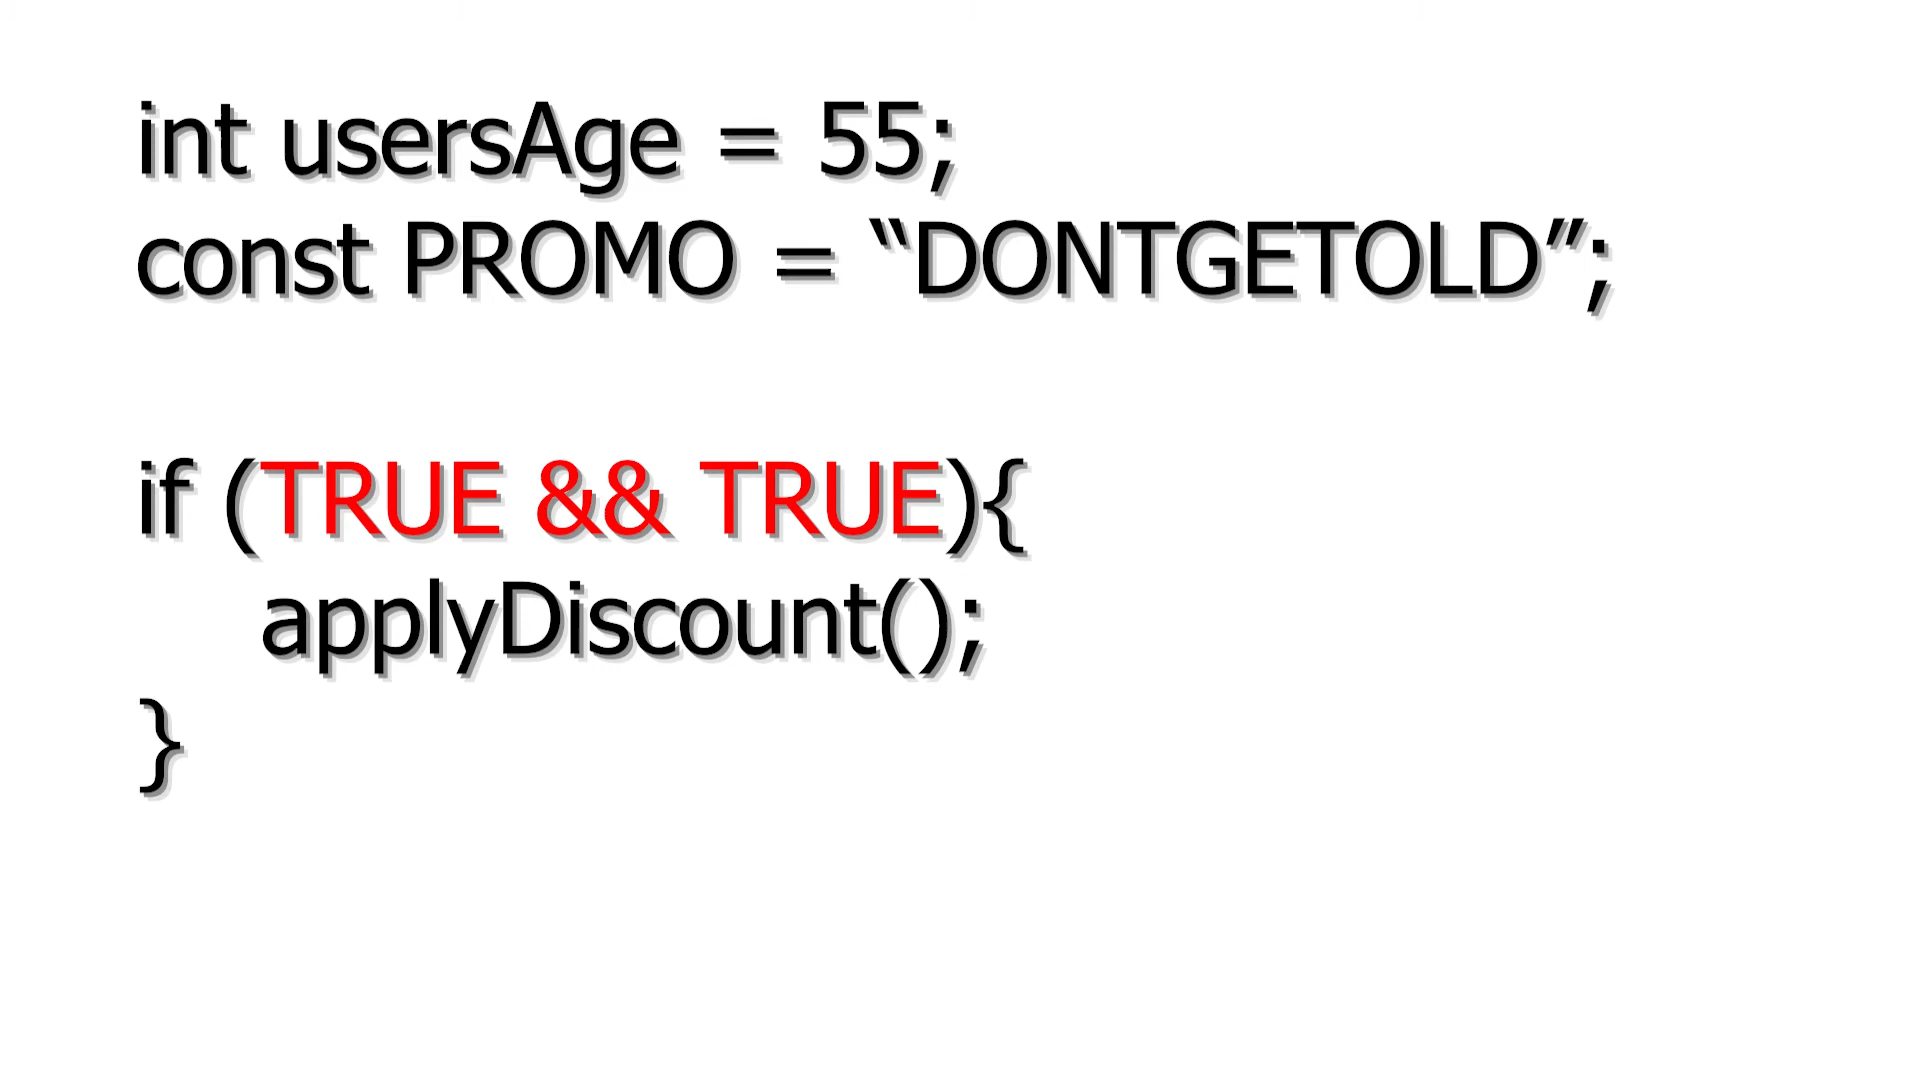 int usersAge = 55;
const PROMO = “DONTGETOLD”;
if (TRUE && TRUE){
applyDiscount();
}